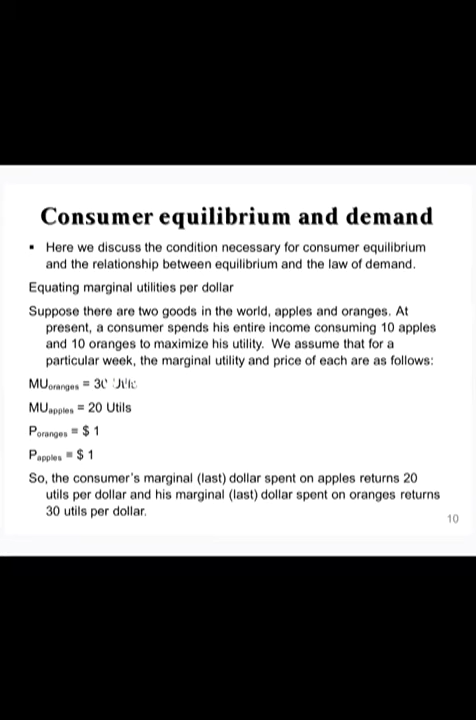 Consumer equilibrium and demand
▪ Here we discuss the condition necessary for consumer equilibrium
and the relationship between equilibrium and the law of demand.
Equating marginal utilities per dollar
Suppose there are two goods in the world, apples and oranges. At
present, a consumer spends his entire income consuming 10 apples
and 10 oranges to maximize his utility. We assume that for a
particular week, the marginal utility and price of each are as follows:
MUoranges = 30
MUapples = 20 Utils
Poranges = $ 1
Papples = $ 1
So, the consumer's marginal (last) dollar spent on apples returns 20
utils per dollar and his marginal (last) dollar spent on oranges returns
30 utils per dollar.
10